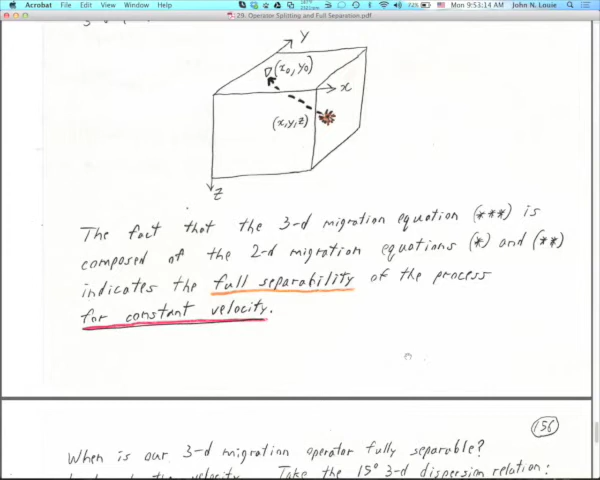 Acrobat File Edit View Window Help
72% Mon 9:53:14 AM John N. Louie
29. Operator Splitting and Full Separation.pdf
Y
(x₀, y₀)
x
(x,y,z)
Z
The fact that the 3-d migration equation (***) is
composed of the 2-d migration equations (*) and (**)
indicates the full separability of the process
for constant velocity.
156
When is our 3-d migration operator fully separable?
the velocity. Take the 15° 3-d dispersion relation: